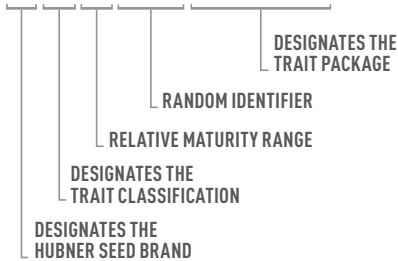 DESIGNATES THE
TRAIT PACKAGE
RANDOM IDENTIFIER
RELATIVE MATURITY RANGE
DESIGNATES THE
TRAIT CLASSIFICATION
DESIGNATES THE
HUBNER SEED BRAND